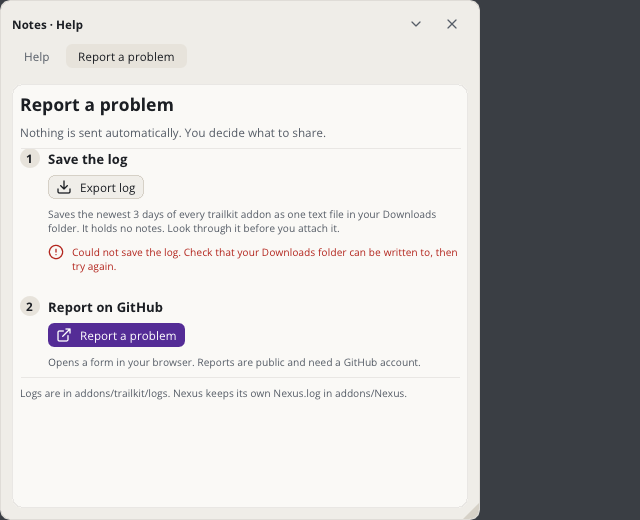 Notes · Help
Help
Report a problem
Report a problem
Nothing is sent automatically. You decide what to share.
1
Save the log
Export log
Saves the newest 3 days of every trailkit addon as one text file in your Downloads
folder. It holds no notes. Look through it before you attach it.
Could not save the log. Check that your Downloads folder can be written to, then
try again.
2
Report on GitHub
Report a problem
Opens a form in your browser. Reports are public and need a GitHub account.
Logs are in addons/trailkit/logs. Nexus keeps its own Nexus.log in addons/Nexus.